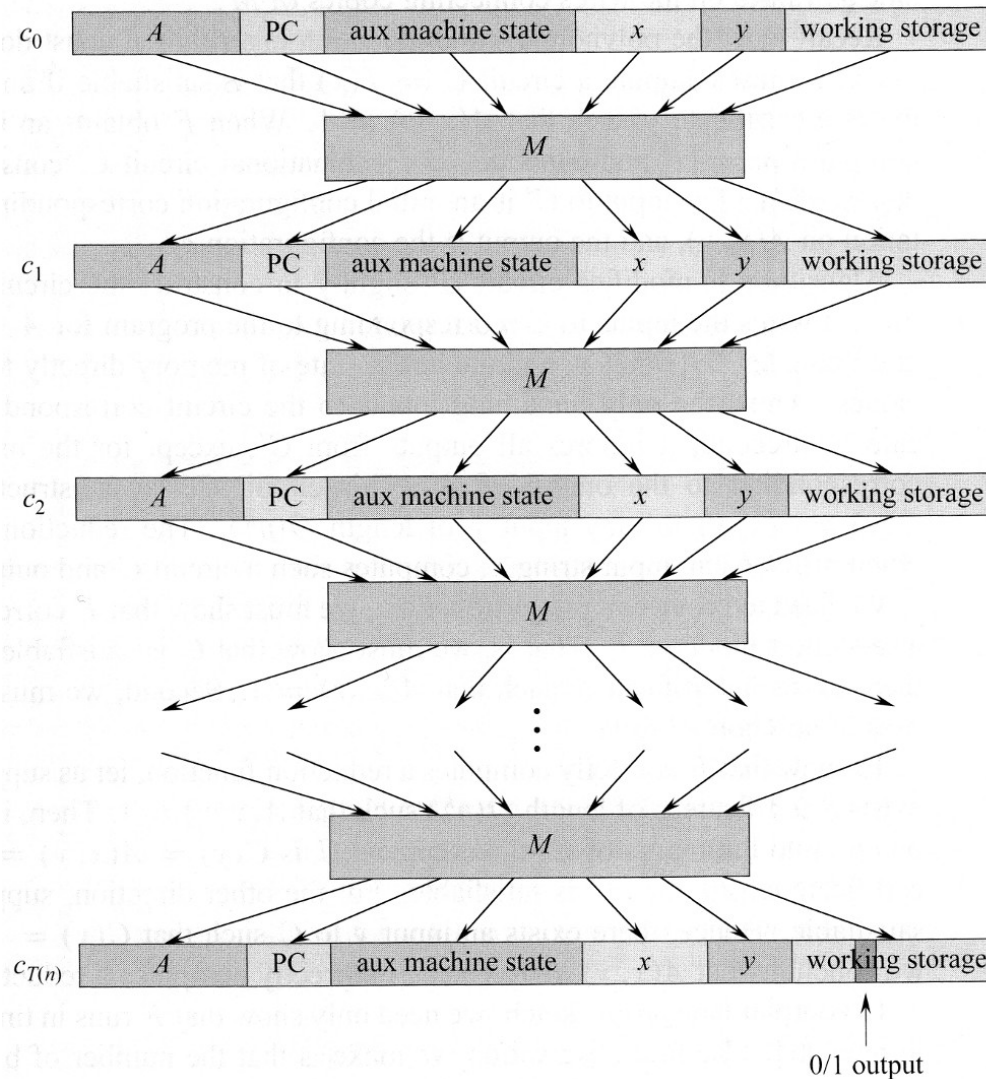 c0 A PC aux machine state x y working storage
M
c1 A PC aux machine state x y working storage
M
c2 A PC aux machine state x y working storage
M
⋮
M
cT(n) A PC aux machine state x y working storage
0/1 output